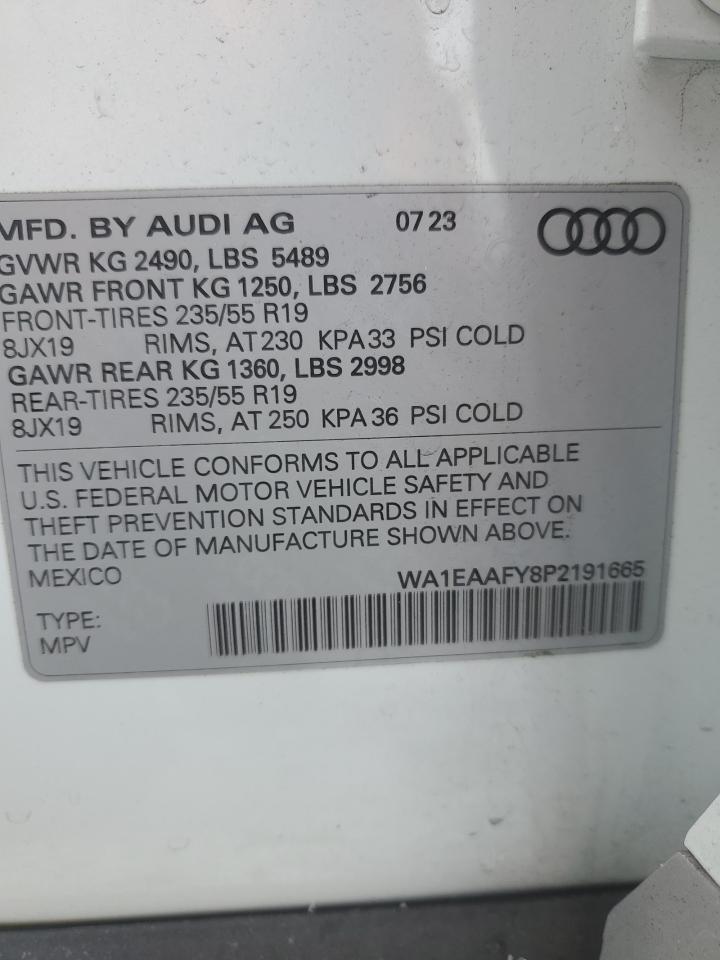 MFD. BY AUDI AG 07 23
GVWR KG 2490, LBS 5489
GAWR FRONT KG 1250, LBS 2756
FRONT-TIRES 235/55 R19
8JX19 RIMS, AT 230 KPA 33 PSI COLD
GAWR REAR KG 1360, LBS 2998
REAR-TIRES 235/55 R19
8JX19 RIMS, AT 250 KPA 36 PSI COLD
THIS VEHICLE CONFORMS TO ALL APPLICABLE
U.S. FEDERAL MOTOR VEHICLE SAFETY AND
THEFT PREVENTION STANDARDS IN EFFECT ON
THE DATE OF MANUFACTURE SHOWN ABOVE.
MEXICO WA1EAAFY8P2191665
TYPE:
MPV